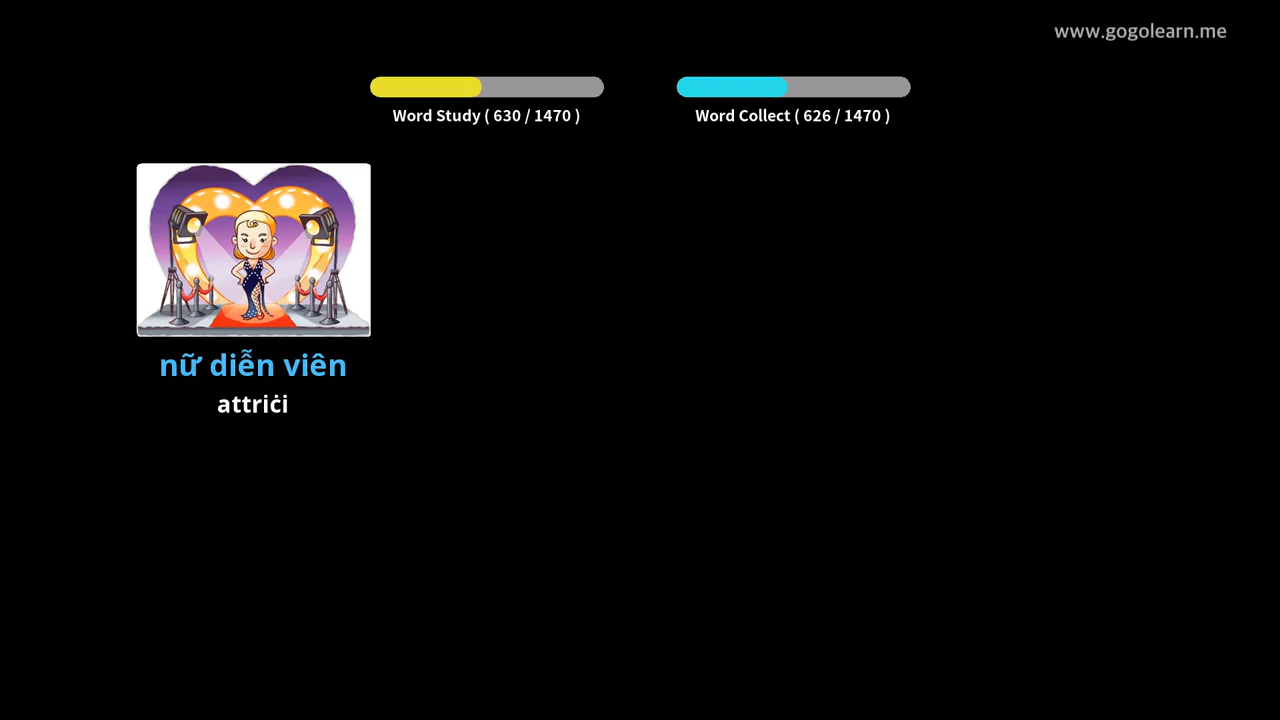 www.gogolearn.me
Word Study ( 630 / 1470 )
Word Collect ( 626 / 1470 )
nữ diễn viên
attriċi